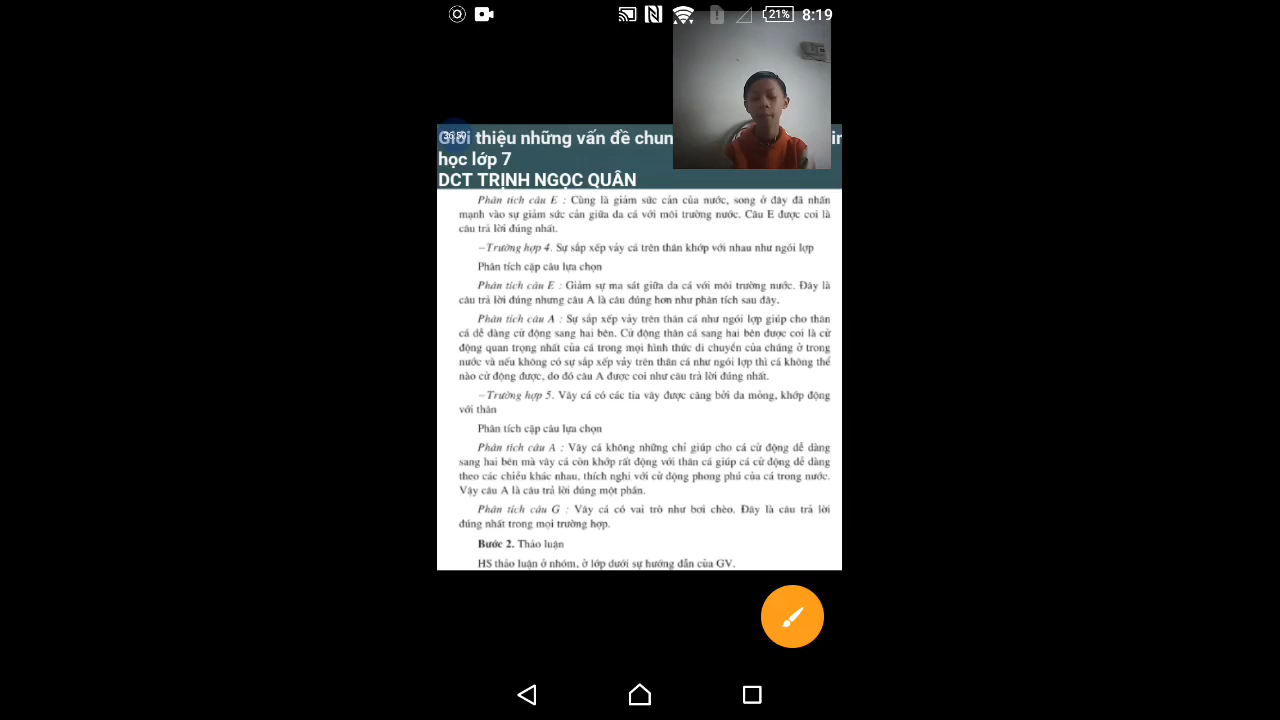 21% 8:19
Giới thiệu những vấn đề chun
học lớp 7
DCT TRỊNH NGỌC QUÂN
Phân tích câu E : Cũng là giảm sức cản của nước, song ở đây đã nhấn
mạnh vào sự giảm sức cản giữa da cá với môi trường nước. Câu E được coi là
câu trả lời đúng nhất.
–Trường hợp 4. Sự sắp xếp vảy cá trên thân khớp với nhau như ngói lợp
Phân tích cặp câu lựa chọn
Phân tích câu E : Giảm sự ma sát giữa da cá với môi trường nước. Đây là
câu trả lời đúng nhưng câu A là câu đúng hơn như phân tích sau đây.
Phân tích câu A : Sự sắp xếp vảy trên thân cá như ngói lợp giúp cho thân
cá dễ dàng cử động sang hai bên. Cử động thân cá sang hai bên được coi là cử
động quan trọng nhất của cá trong mọi hình thức di chuyển của chúng ở trong
nước và nếu không có sự sắp xếp vảy trên thân cá như ngói lợp thì cá không thể
nào cử động được, do đó câu A được coi như câu trả lời đúng nhất.
–Trường hợp 5. Vây cá có các tia vây được căng bởi da mỏng, khớp động
với thân
Phân tích cặp câu lựa chọn
Phân tích câu A : Vây cá không những chỉ giúp cho cá cử động dễ dàng
sang hai bên mà vây cá còn khớp rất động với thân cá giúp cá cử động dễ dàng
theo các chiều khác nhau, thích nghi với cử động phong phú của cá trong nước.
Vậy câu A là câu trả lời đúng một phần.
Phân tích câu G : Vây cá có vai trò như bơi chèo. Đây là câu trả lời
đúng nhất trong mọi trường hợp.
Bước 2. Thảo luận
HS thảo luận ở nhóm, ở lớp dưới sự hướng dẫn của GV.